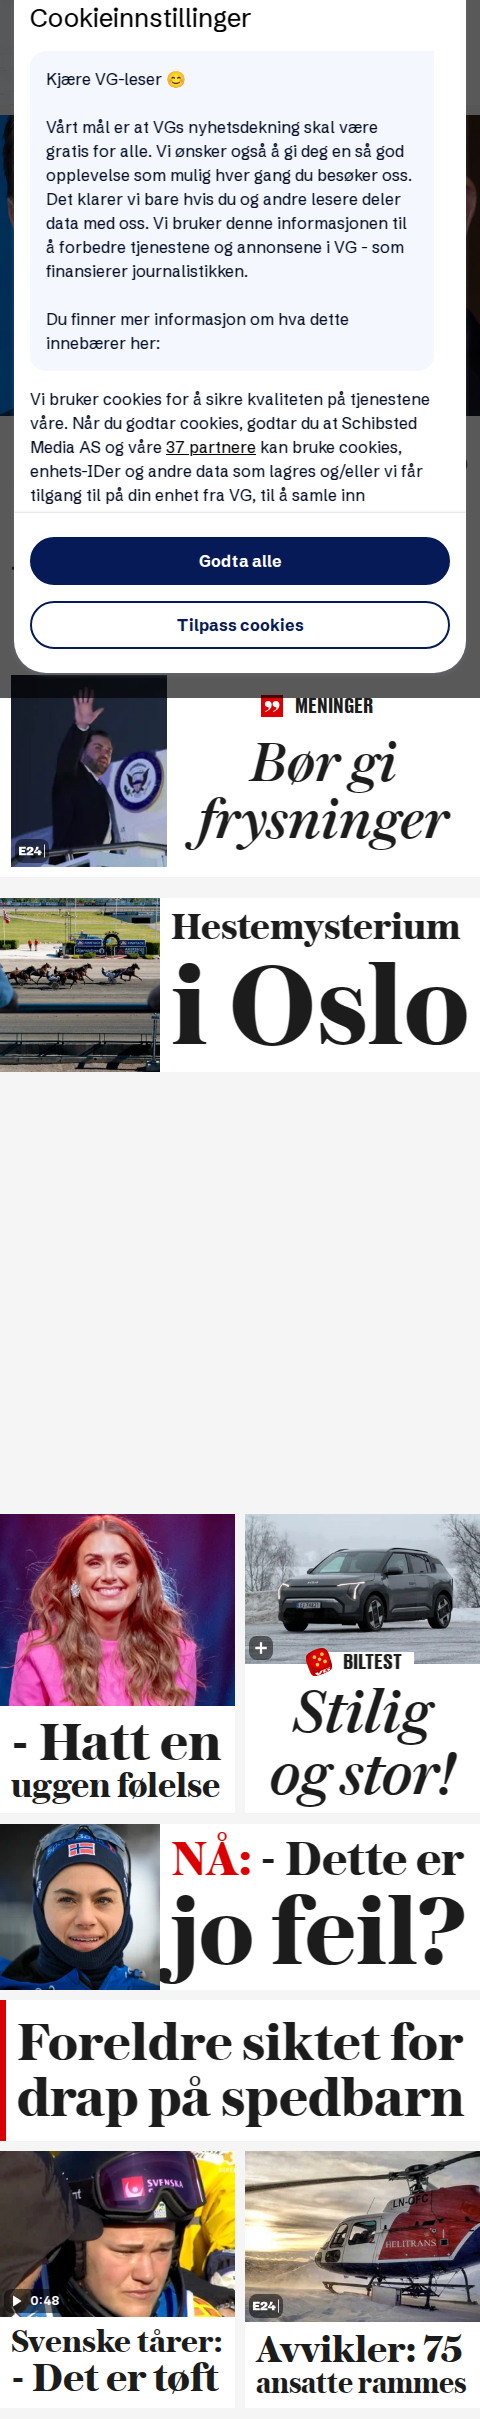 Cookieinnstillinger
Kjære VG-leser 😊
Vårt mål er at VGs nyhetsdekning skal være
gratis for alle. Vi ønsker også å gi deg en så god
opplevelse som mulig hver gang du besøker oss.
Det klarer vi bare hvis du og andre lesere deler
data med oss. Vi bruker denne informasjonen til
å forbedre tjenestene og annonsene i VG - som
finansierer journalistikken.
Du finner mer informasjon om hva dette
innebærer her:
Vi bruker cookies for å sikre kvaliteten på tjenestene
våre. Når du godtar cookies, godtar du at Schibsted
Media AS og våre 37 partnere kan bruke cookies,
enhets-IDer og andre data som lagres og/eller vi får
tilgang til på din enhet fra VG, til å samle inn
Godta alle
Tilpass cookies
MENINGER
Bør gi
frysninger
E24
Hestemysterium
i Oslo
- Hatt en
uggen følelse
BILTEST
Stilig
og stor!
NÅ: - Dette er
jo feil?
Foreldre siktet for
drap på spedbarn
SVENSKA
0:48
Svenske tårer:
- Det er tøft
LN-OFC
HELITRANS
E24
Avvikler: 75
ansatte rammes